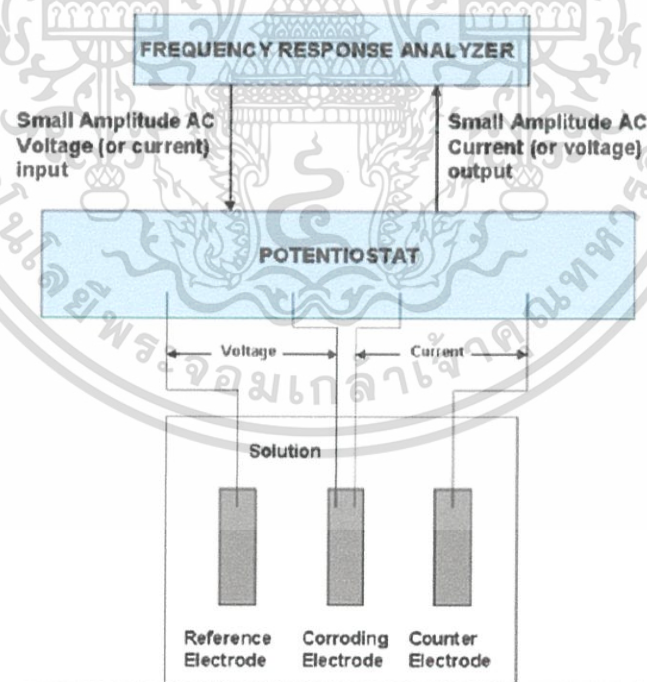 FREQUENCY RESPONSE ANALYZER
Small Amplitude AC
Voltage (or current)
input
Small Amplitude AC
Current (or voltage)
output
POTENTIOSTAT
Voltage
Current
Solution
Reference
Electrode
Corroding
Electrode
Counter
Electrode